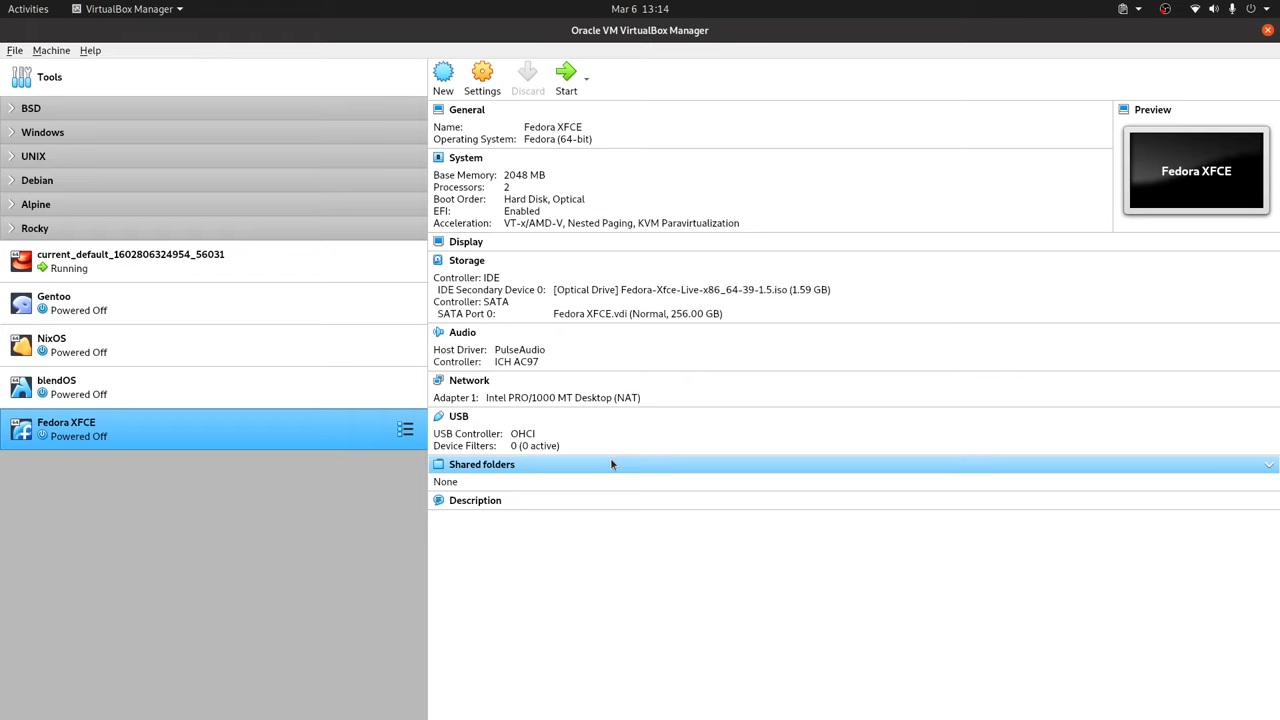 Activities VirtualBox Manager Mar 6 13:14
Oracle VM VirtualBox Manager
File Machine Help
Tools
BSD
Windows
UNIX
Debian
Alpine
Rocky
current_default_1602806324954_56031
Running
Gentoo
Powered Off
NixOS
Powered Off
blendOS
Powered Off
Fedora XFCE
Powered Off
New Settings Discard Start
General
Name: Fedora XFCE
Operating System: Fedora (64-bit)
System
Base Memory: 2048 MB
Processors: 2
Boot Order: Hard Disk, Optical
EFI: Enabled
Acceleration: VT-x/AMD-V, Nested Paging, KVM Paravirtualization
Display
Storage
Controller: IDE
IDE Secondary Device 0: [Optical Drive] Fedora-Xfce-Live-x86_64-39-1.5.iso (1.59 GB)
Controller: SATA
SATA Port 0: Fedora XFCE.vdi (Normal, 256.00 GB)
Audio
Host Driver: PulseAudio
Controller: ICH AC97
Network
Adapter 1: Intel PRO/1000 MT Desktop (NAT)
USB
USB Controller: OHCI
Device Filters: 0 (0 active)
Shared folders
None
Description
Preview
Fedora XFCE